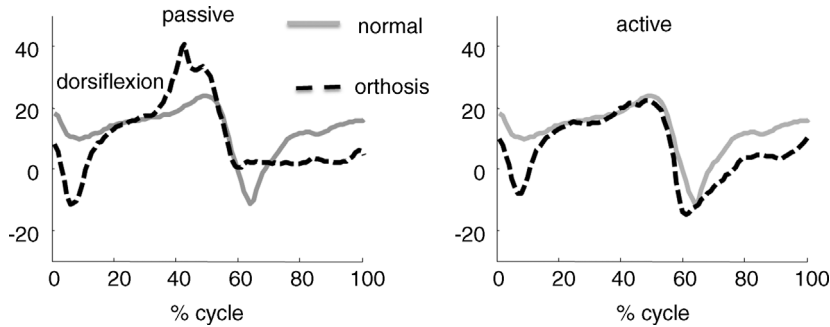 passive
normal
active
dorsiflexion
orthosis
40
20
0
-20
0 20 40 60 80 100
% cycle
40
20
0
-20
0 20 40 60 80 100
% cycle